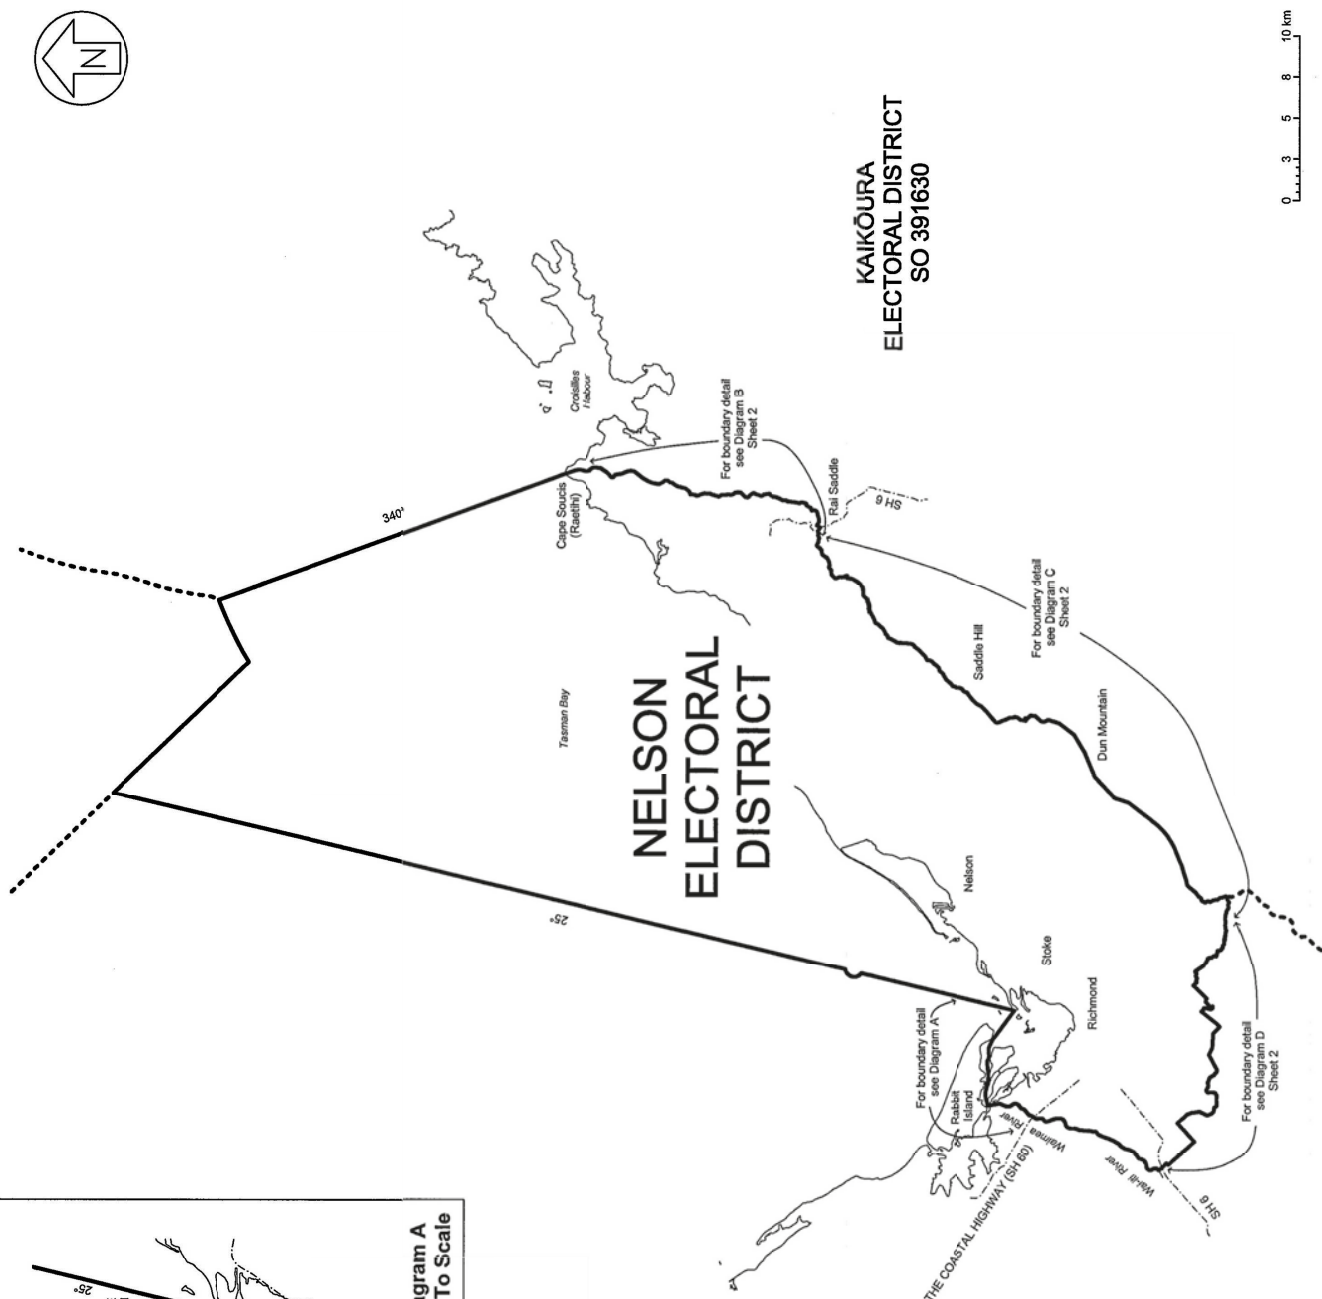 N
10 km
8
5
3
0
KAIKŌURA
ELECTORAL DISTRICT
SO 391630
Croisilles
Habour
340°
Cape Soucis
(Raetihi)
For boundary detail
see Diagram B
Sheet 2
Rai Saddle
SH 6
Tasman Bay
NELSON
ELECTORAL
DISTRICT
For boundary detail
see Diagram C
Sheet 2
Saddle Hill
Dun Mountain
25°
Nelson
Stoke
Richmond
For boundary detail
see Diagram A
Rabbit
Island
Waimea River
THE COASTAL HIGHWAY (SH 60)
Wai-iti River
SH 6
For boundary detail
see Diagram D
Sheet 2
25°
gram A
To Scale